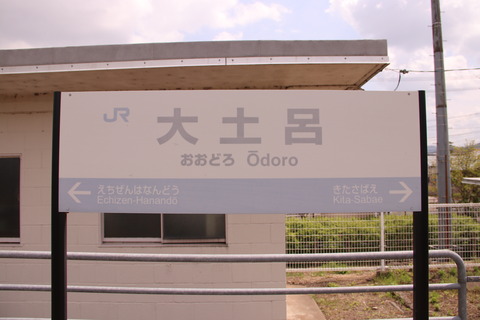 JR
大土呂
おおどろ Ōdoro
えちぜんはなんどう きたさばえ
Echizen-Hanandō Kita Sabae